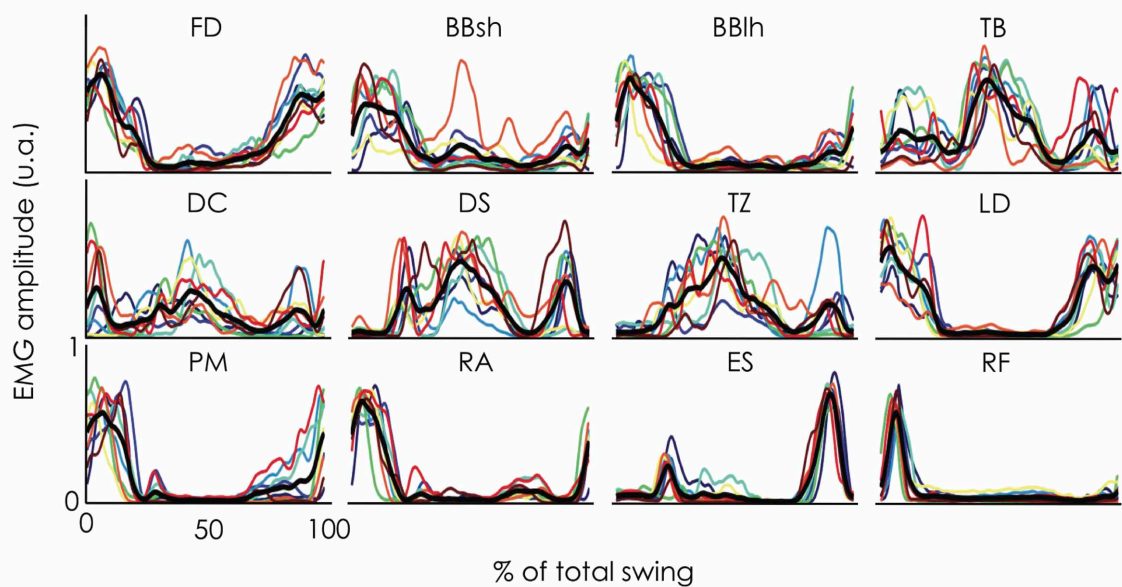 FD BBsh BBlh TB
DC DS TZ LD
EMG amplitude (u.a.)
1
PM RA ES RF
0
0 50 100
% of total swing